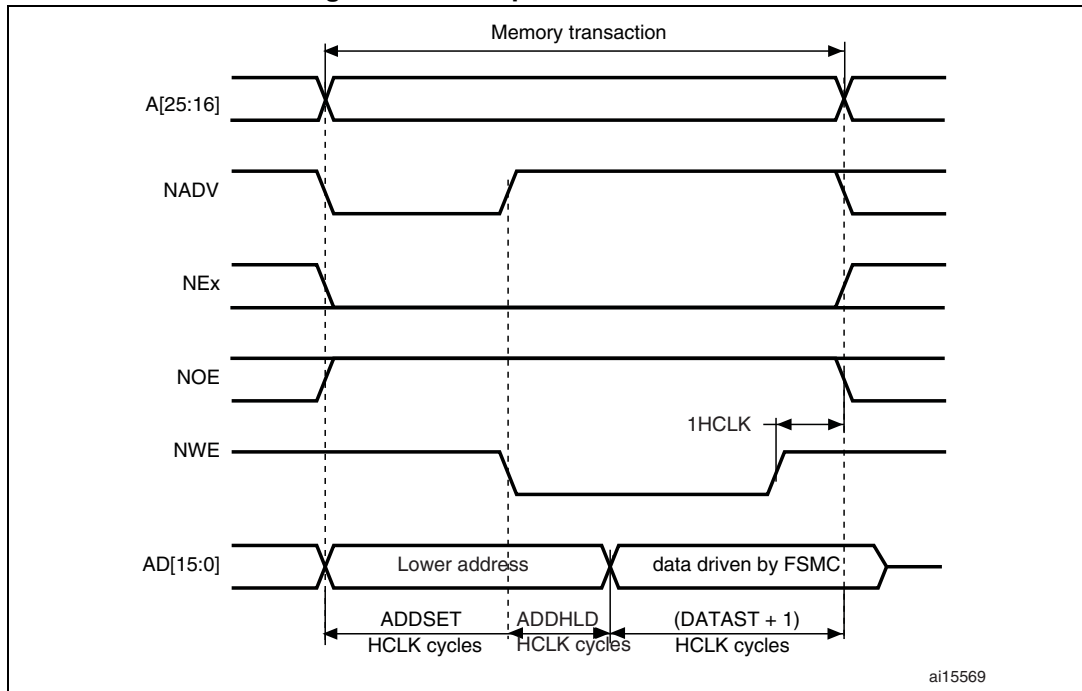 Memory transaction
A[25:16]
NADV
NEx
NOE
1HCLK
NWE
AD[15:0]
Lower address
data driven by FSMC
ADDSET
HCLK cycles
ADDHLD
HCLK cycles
(DATAST + 1)
HCLK cycles
ai15569